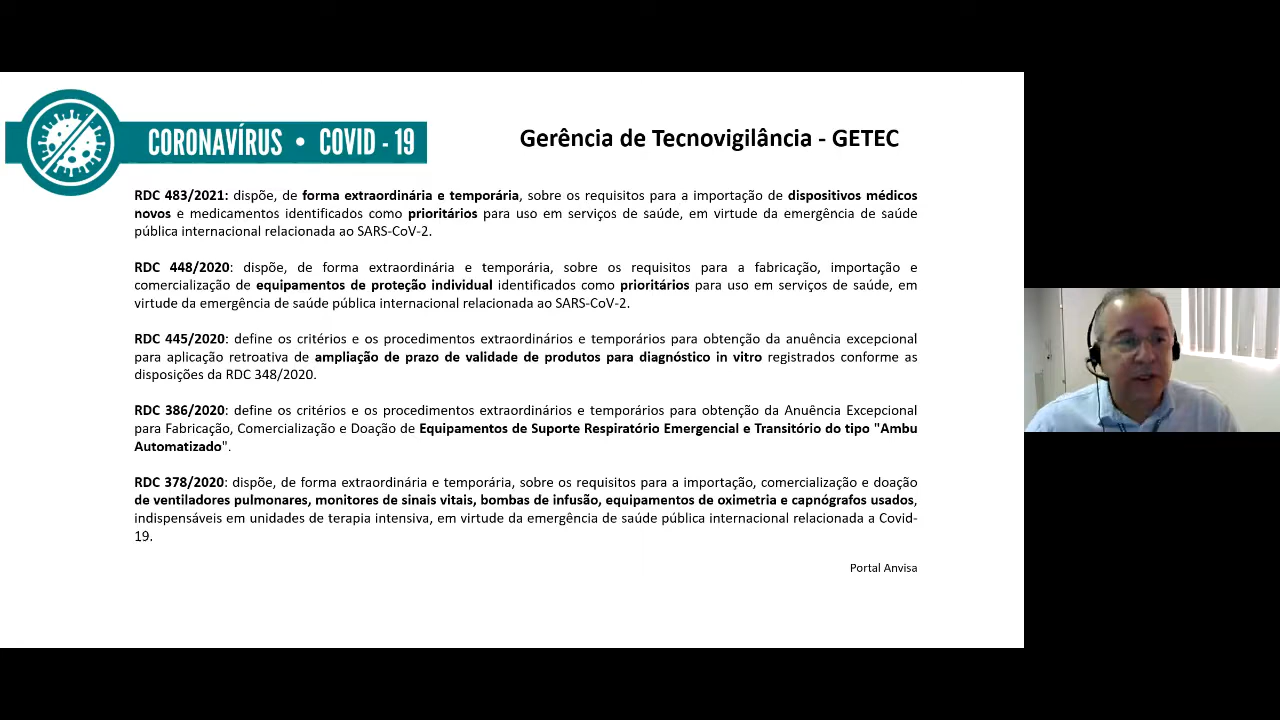 CORONAVÍRUS • COVID - 19
Gerência de Tecnovigilância - GETEC
RDC 483/2021: dispõe, de forma extraordinária e temporária, sobre os requisitos para a importação de dispositivos médicos
novos e medicamentos identificados como prioritários para uso em serviços de saúde, em virtude da emergência de saúde
pública internacional relacionada ao SARS-CoV-2.
RDC 448/2020: dispõe, de forma extraordinária e temporária, sobre os requisitos para a fabricação, importação e
comercialização de equipamentos de proteção individual identificados como prioritários para uso em serviços de saúde, em
virtude da emergência de saúde pública internacional relacionada ao SARS-CoV-2.
RDC 445/2020: define os critérios e os procedimentos extraordinários e temporários para obtenção da anuência excepcional
para aplicação retroativa de ampliação de prazo de validade de produtos para diagnóstico in vitro registrados conforme as
disposições da RDC 348/2020.
RDC 386/2020: define os critérios e os procedimentos extraordinários e temporários para obtenção da Anuência Excepcional
para Fabricação, Comercialização e Doação de Equipamentos de Suporte Respiratório Emergencial e Transitório do tipo "Ambu
Automatizado".
RDC 378/2020: dispõe, de forma extraordinária e temporária, sobre os requisitos para a importação, comercialização e doação
de ventiladores pulmonares, monitores de sinais vitais, bombas de infusão, equipamentos de oximetria e capnógrafos usados,
indispensáveis em unidades de terapia intensiva, em virtude da emergência de saúde pública internacional relacionada a Covid-
19.
Portal Anvisa